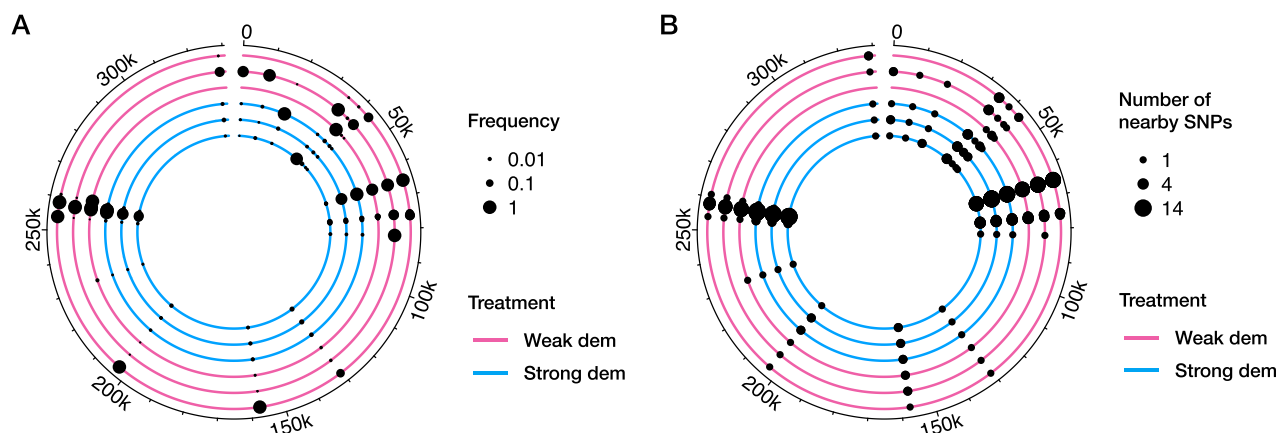 A
0
50k
100k
150k
200k
250k
300k
Frequency
0.01
0.1
1
Treatment
Weak dem
Strong dem
B
0
50k
100k
150k
200k
250k
300k
Number of
nearby SNPs
1
4
14
Treatment
Weak dem
Strong dem